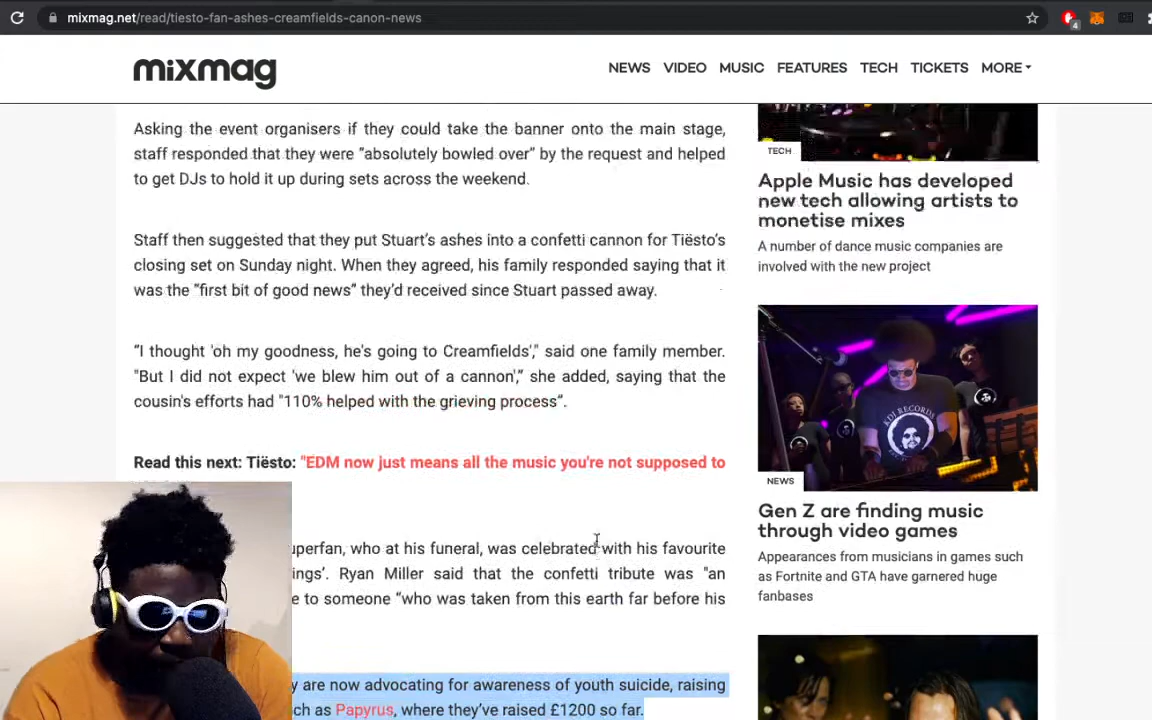 mixmag.net/read/tiesto-fan-ashes-creamfields-canon-news
4
mixmag
NEWS VIDEO MUSIC FEATURES TECH TICKETS MORE
Asking the event organisers if they could take the banner onto the main stage,
staff responded that they were "absolutely bowled over" by the request and helped
to get DJs to hold it up during sets across the weekend.
Staff then suggested that they put Stuart's ashes into a confetti cannon for Tiësto's
closing set on Sunday night. When they agreed, his family responded saying that it
was the "first bit of good news" they'd received since Stuart passed away.
"I thought 'oh my goodness, he's going to Creamfields'," said one family member.
"But I did not expect 'we blew him out of a cannon'," she added, saying that the
cousin's efforts had "110% helped with the grieving process".
Read this next: Tiësto: "EDM now just means all the music you're not supposed to
uperfan, who at his funeral, was celebrated with his favourite
ings'. Ryan Miller said that the confetti tribute was "an
e to someone "who was taken from this earth far before his
y are now advocating for awareness of youth suicide, raising
ch as Papyrus, where they've raised £1200 so far.
TECH
Apple Music has developed
new tech allowing artists to
monetise mixes
A number of dance music companies are
involved with the new project
KDJ RECORDS
NEWS
Gen Z are finding music
through video games
Appearances from musicians in games such
as Fortnite and GTA have garnered huge
fanbases